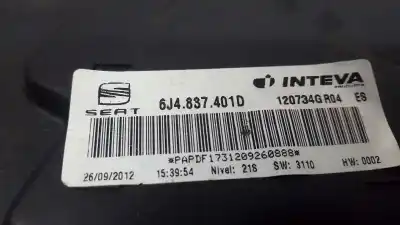 SEAT
6J4.837.401D
INTEVA
120734G R04 ES
*PAPDF1731209260888*
26/09/2012 15:39:54 Nivel: 21S SW: 3110 HW: 0002